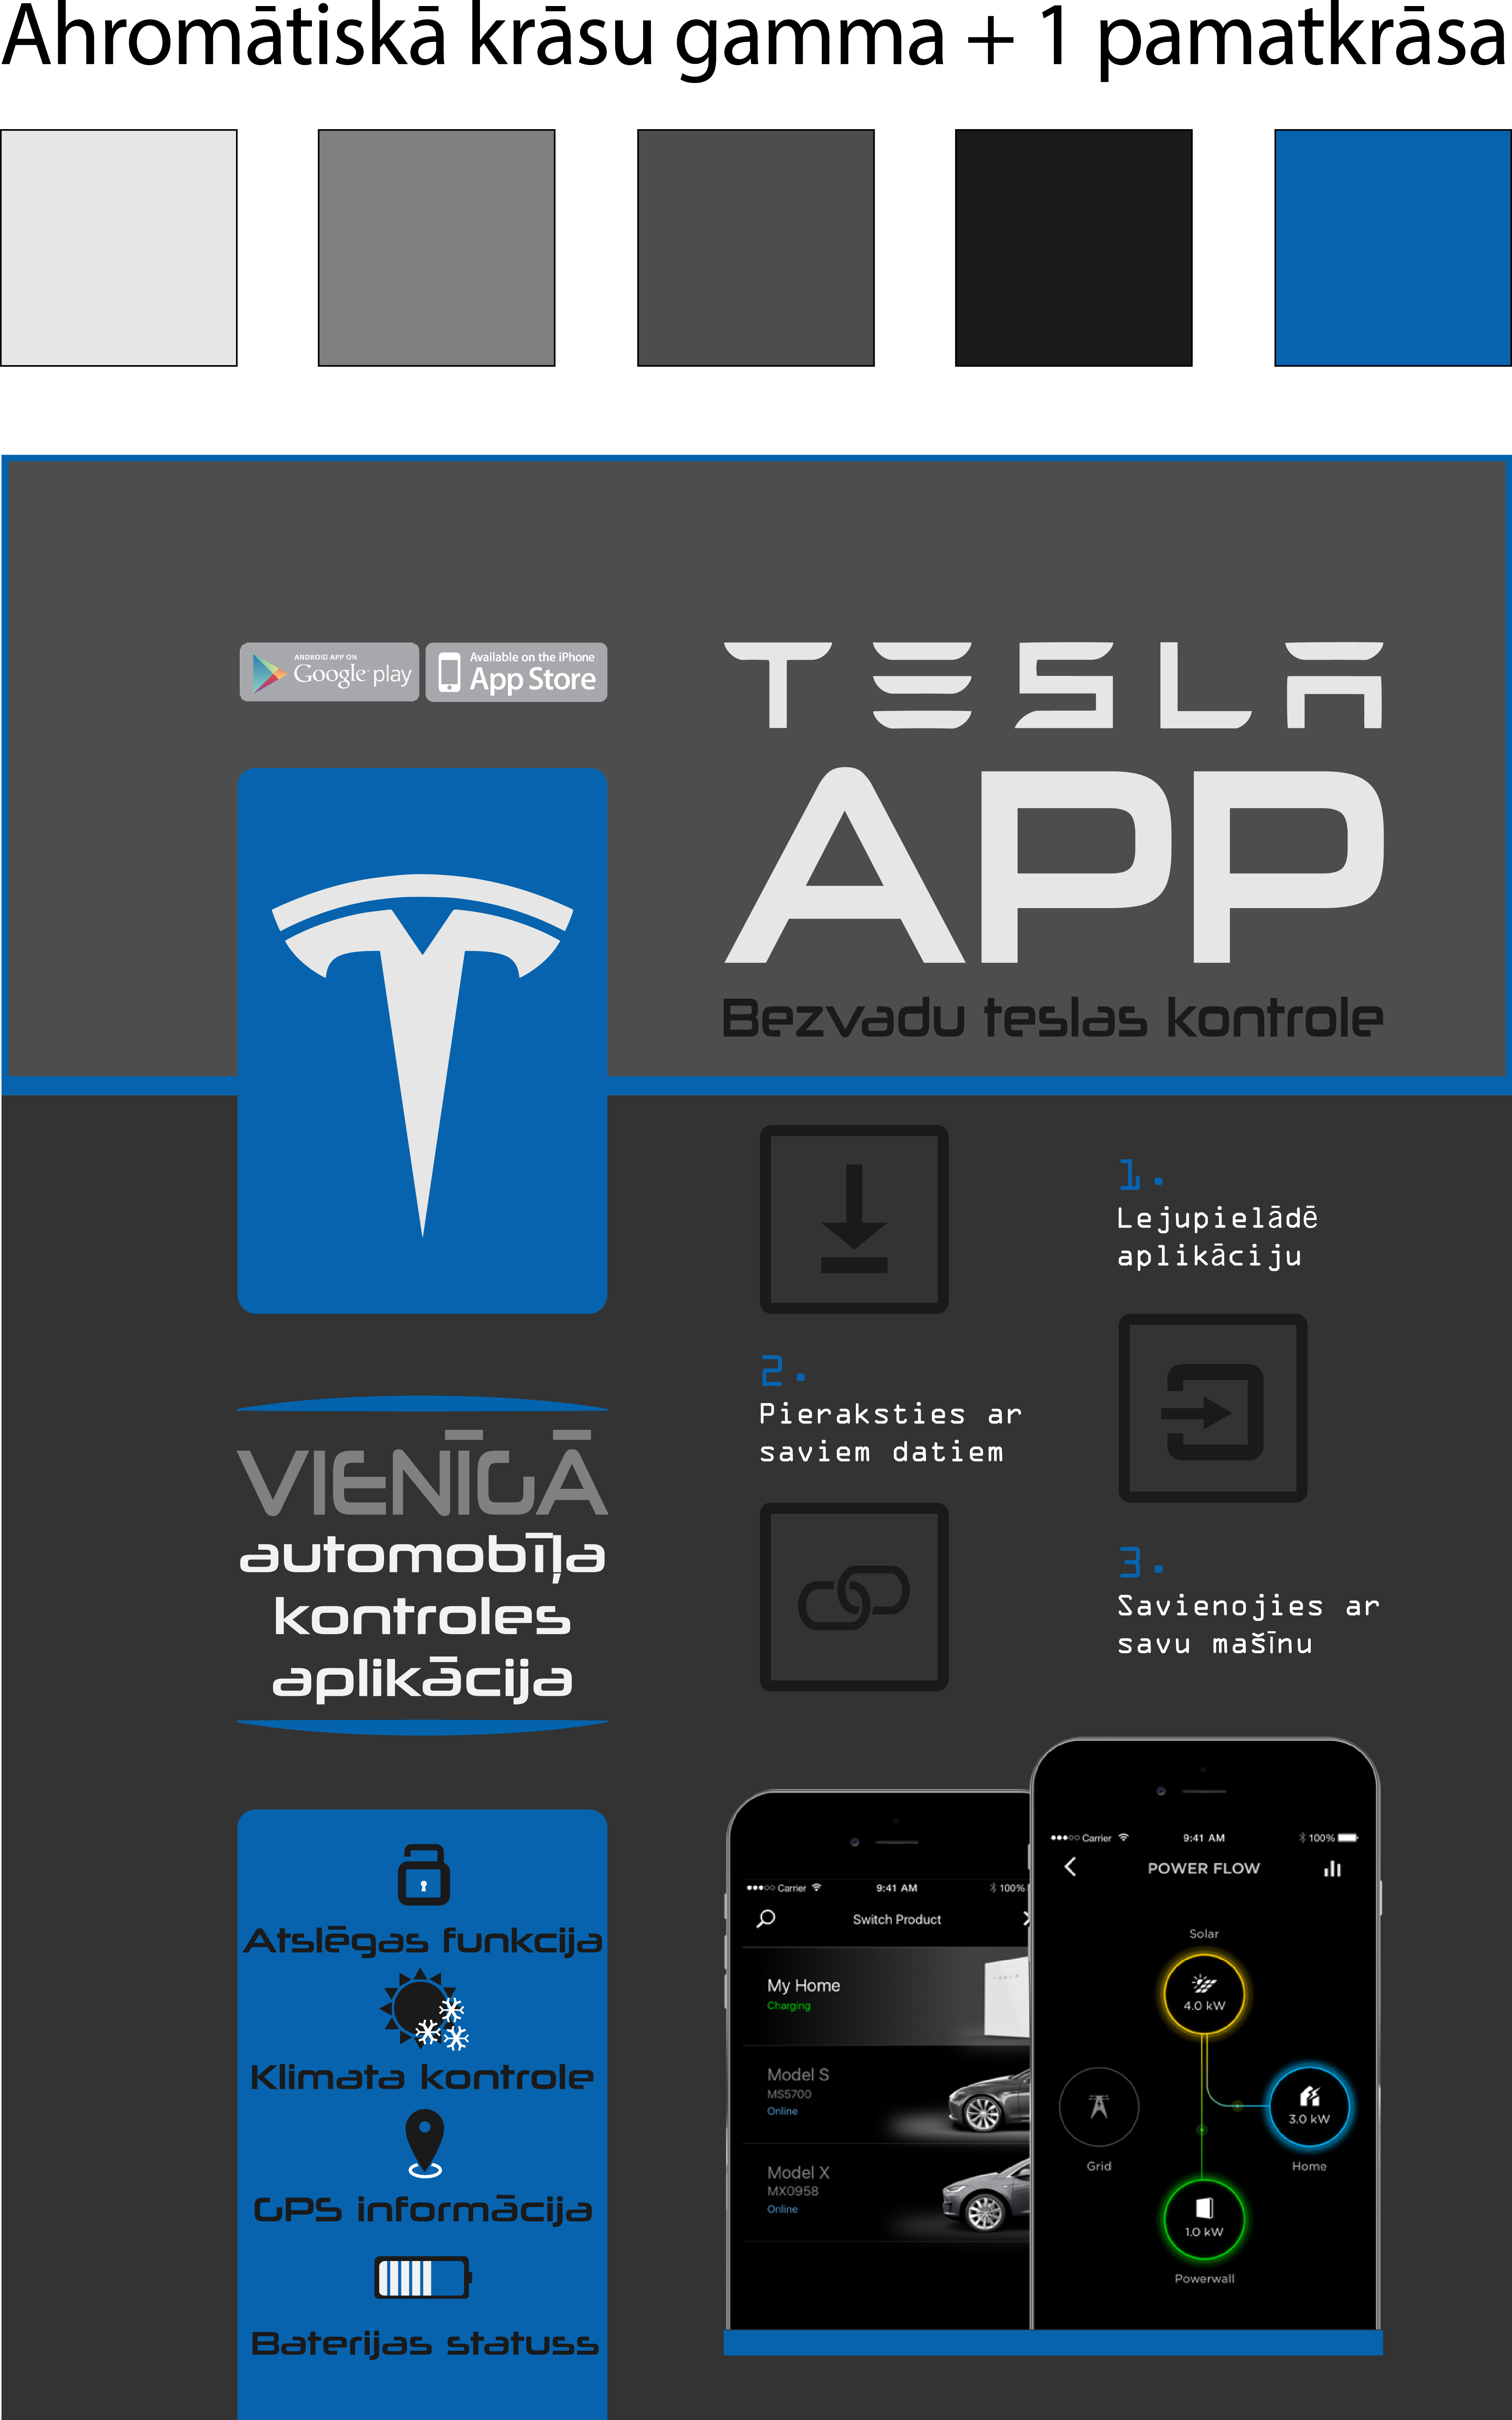 Ahromātiskā krāsu gamma + 1 pamatkrāsa
ANDROID APP ON
Google play
Available on the iPhone
App Store
TESLA
APP
Bezvadu teslas kontrole
1.
Lejupielādē
aplikāciju
2.
Pieraksties ar
saviem datiem
3.
Savienojies ar
savu mašīnu
VIENĪGĀ
automobīļa
kontroles
aplikācija
Atslēgas funkcija
Klimata kontrole
GPS informācija
Baterijas statuss
Carrier 9:41 AM 100%
Switch Product
TESLA
My Home
Charging
Model S
MS5700
Online
Model X
MX0958
Online
Carrier 9:41 AM 100%
POWER FLOW
Solar
4.0 kW
3.0 kW
Grid
Home
1.0 kW
Powerwall